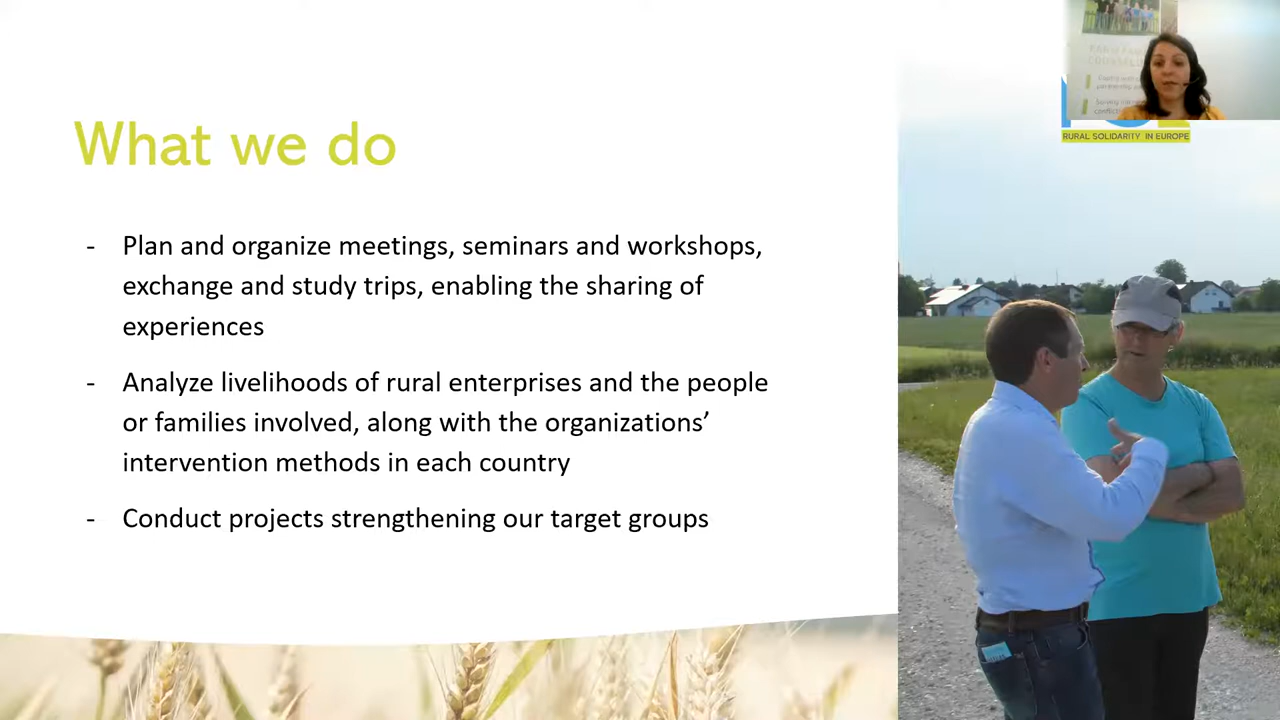 What we do
- Plan and organize meetings, seminars and workshops,
exchange and study trips, enabling the sharing of
experiences
- Analyze livelihoods of rural enterprises and the people
or families involved, along with the organizations’
intervention methods in each country
- Conduct projects strengthening our target groups
RURAL SOLIDARITY IN EUROPE